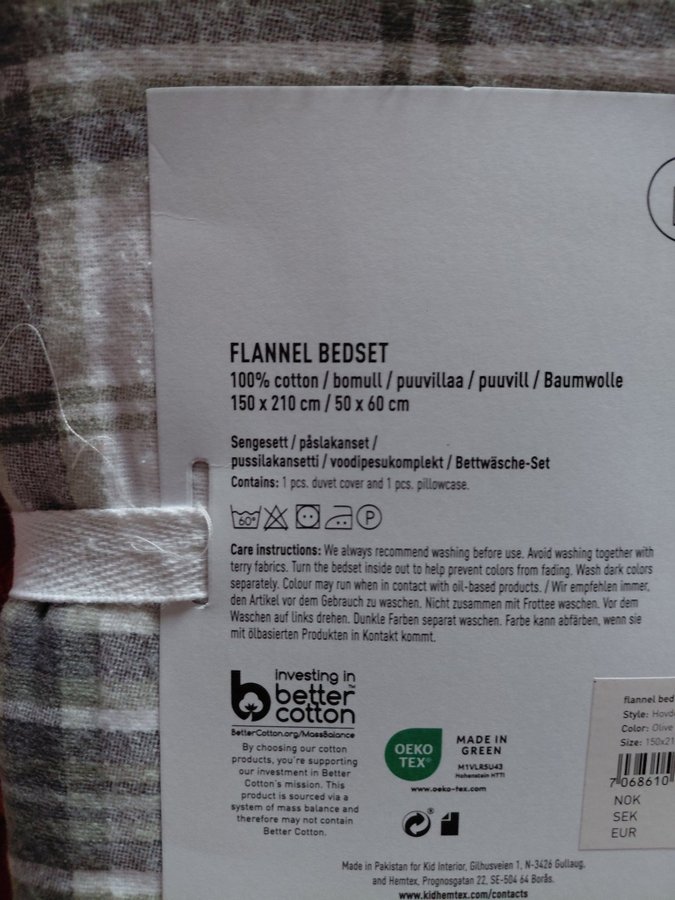 FLANNEL BEDSET
100% cotton / bomull / puuvillaa / puuvill / Baumwolle
150 x 210 cm / 50 x 60 cm
Sengesett / påslakanset /
pussilakansetti / voodipesukomplekt / Bettwäsche-Set
Contains: 1 pcs. duvet cover and 1 pcs. pillowcase.
60° P
Care instructions: We always recommend washing before use. Avoid washing together with
terry fabrics. Turn the bedset inside out to help prevent colors from fading. Wash dark colors
separately. Colour may run when in contact with oil-based products. / Wir empfehlen immer,
den Artikel vor dem Gebrauch zu waschen. Nicht zusammen mit Frottee waschen. Vor dem
Waschen auf links drehen. Dunkle Farben separat waschen. Farbe kann abfärben, wenn sie
mit ölbasierten Produkten in Kontakt kommt.
investing in
better
cotton™
BetterCotton.org/MassBalance
By choosing our cotton
products, you're supporting
our investment in Better
Cotton's mission. This
product is sourced via a
system of mass balance and
therefore may not contain
Better Cotton.
OEKO
TEX®
MADE IN
GREEN
M1VLR5U43
Hohenstein HTTI
www.oeko-tex.com
flannel bed
Style: Hovd
Color: Olive
Size: 150x21
7 068610
NOK
SEK
EUR
Made in Pakistan for Kid Interior, Gilhusveien 1, N-3426 Gullaug,
and Hemtex, Prognosgatan 22, SE-504 64 Borås.
www.kidhemtex.com/contacts